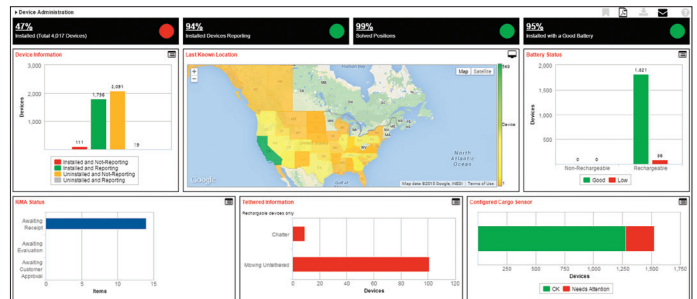 Device Administration
47%
Installed (Total 4,017 Devices)
94%
Installed Devices Reporting
99%
Solved Positions
95%
Installed with a Good Battery
Device Information
3,000
2,000
1,000
Devices
111
1,796
2,091
19
Installed and Not-Reporting
Installed and Reporting
Uninstalled and Not-Reporting
Uninstalled and Reporting
Last Known Location
Map
Satellite
North
Atlantic
Ocean
Google
Map data ©2015 Google, INEGI
Terms of Use
Device
Battery Status
2,000
1,500
1,000
500
Devices
0
0
1,821
Non-Rechargeable
Rechargeable
Good
Low
RMA Status
Awaiting
Receipt
Awaiting
Evaluation
Awaiting
Customer
Approval
0
5
10
15
Items
Tethered Information
Rechargeable devices only
Chatter
Moving Untethered
0
20
40
60
80
100
120
Devices
Configured Cargo Sensor
250
500
750
1,000
1,250
1,500
1,750
Devices
OK
Needs Attention